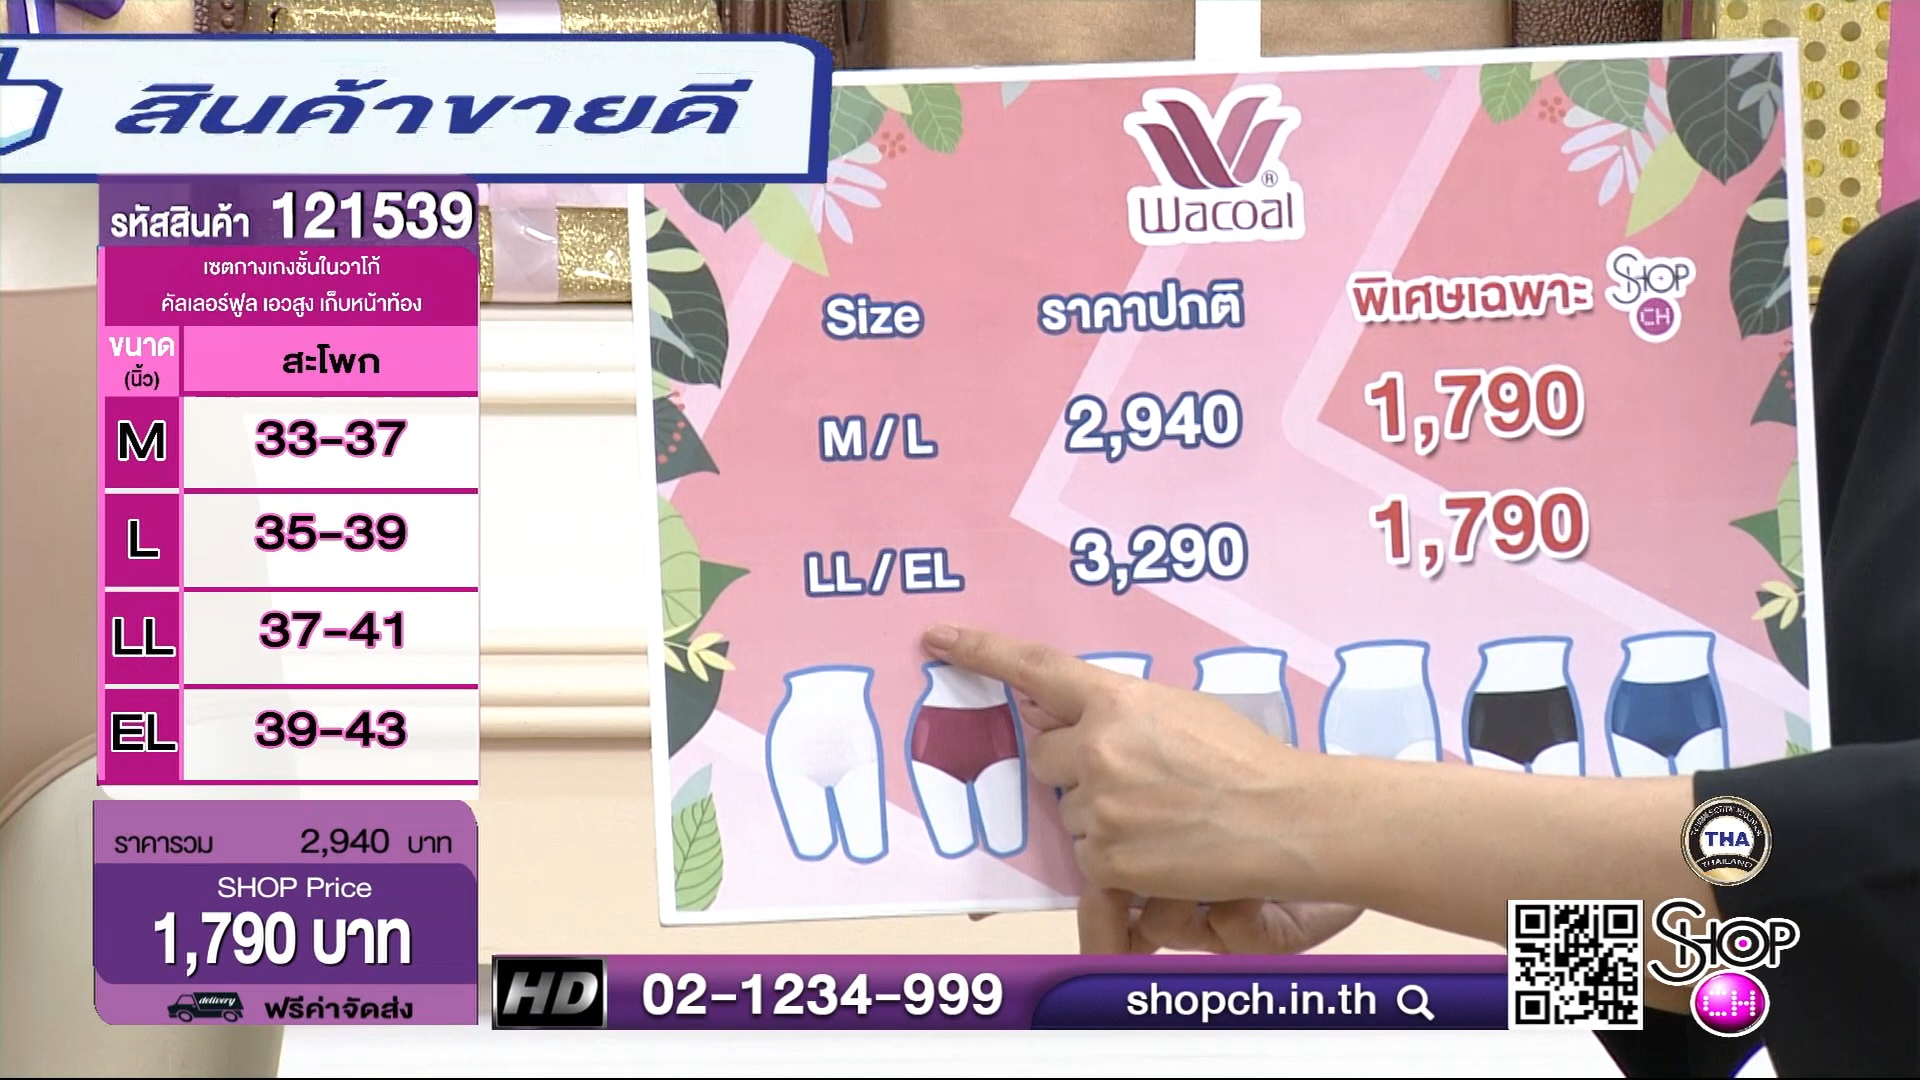 สินค้าขายดี
รหัสสินค้า 121539
เซตกางเกงชั้นในวาโก้
คัลเลอร์ฟูล เอวสูง เก็บหน้าท้อง
ขนาด (นิ้ว) สะโพก
M 33-37
L 35-39
LL 37-41
EL 39-43
ราคารวม 2,940 บาท
SHOP Price
1,790 บาท
delivery ฟรีค่าจัดส่ง
Wacoal ®
Size ราคาปกติ พิเศษเฉพาะ SHOP CH
M / L 2,940 1,790
LL / EL 3,290 1,790
HD 02-1234-999 shopch.in.th
THA
THAILAND
SHOP
CH